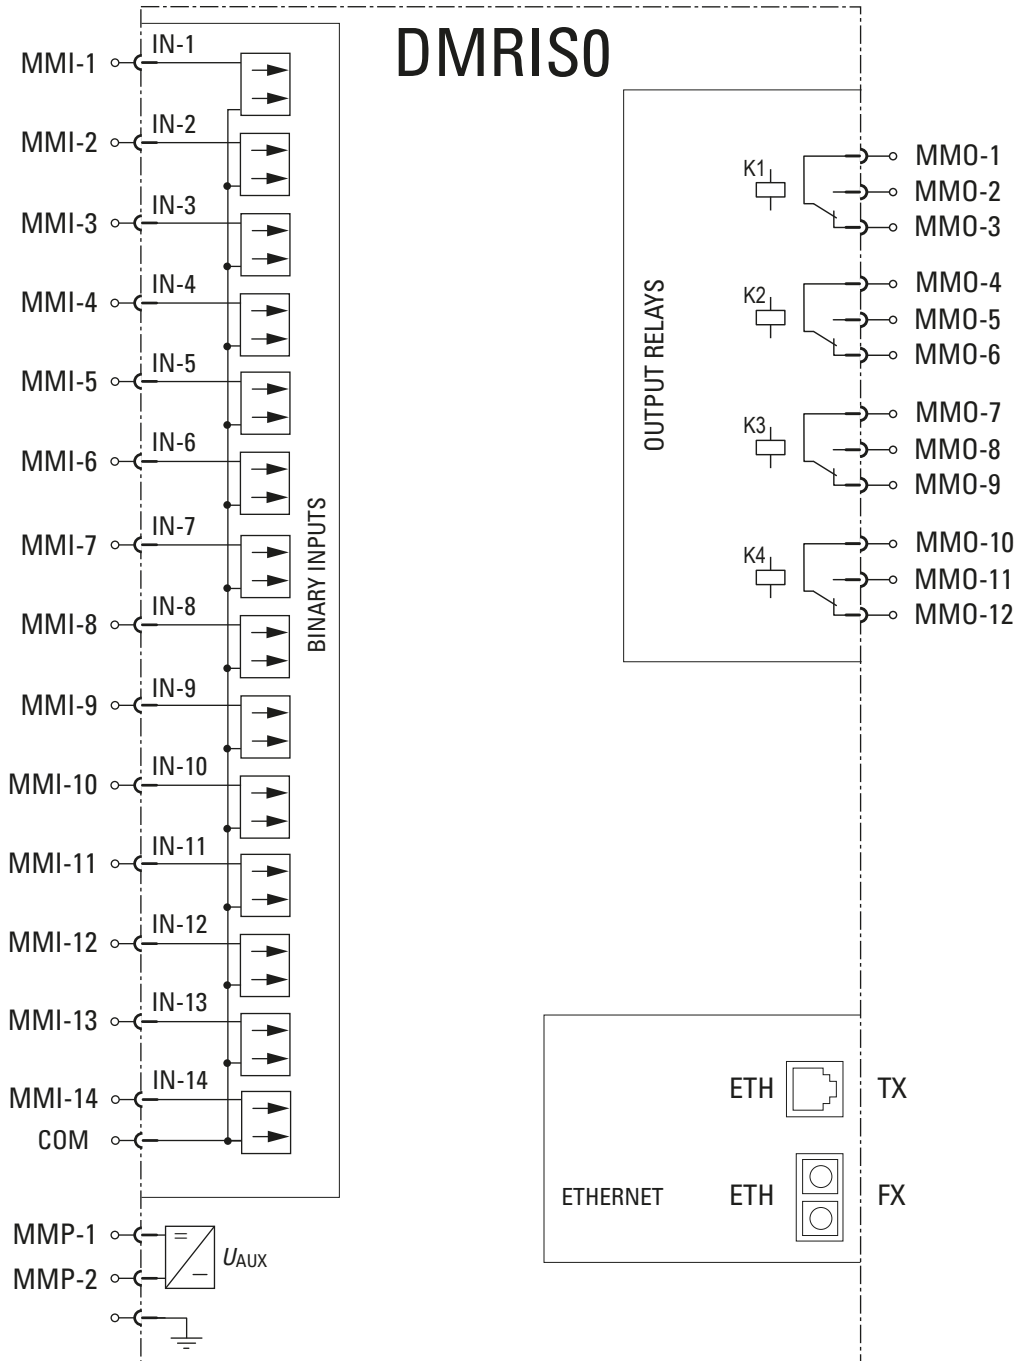 DMRIS0
MMI-1 IN-1
MMI-2 IN-2
MMI-3 IN-3
MMI-4 IN-4
MMI-5 IN-5
MMI-6 IN-6
MMI-7 IN-7
MMI-8 IN-8
MMI-9 IN-9
MMI-10 IN-10
MMI-11 IN-11
MMI-12 IN-12
MMI-13 IN-13
MMI-14 IN-14
COM
BINARY INPUTS
MMP-1
MMP-2
UAUX
OUTPUT RELAYS
K1
MMO-1
MMO-2
MMO-3
K2
MMO-4
MMO-5
MMO-6
K3
MMO-7
MMO-8
MMO-9
K4
MMO-10
MMO-11
MMO-12
ETH TX
ETHERNET ETH FX